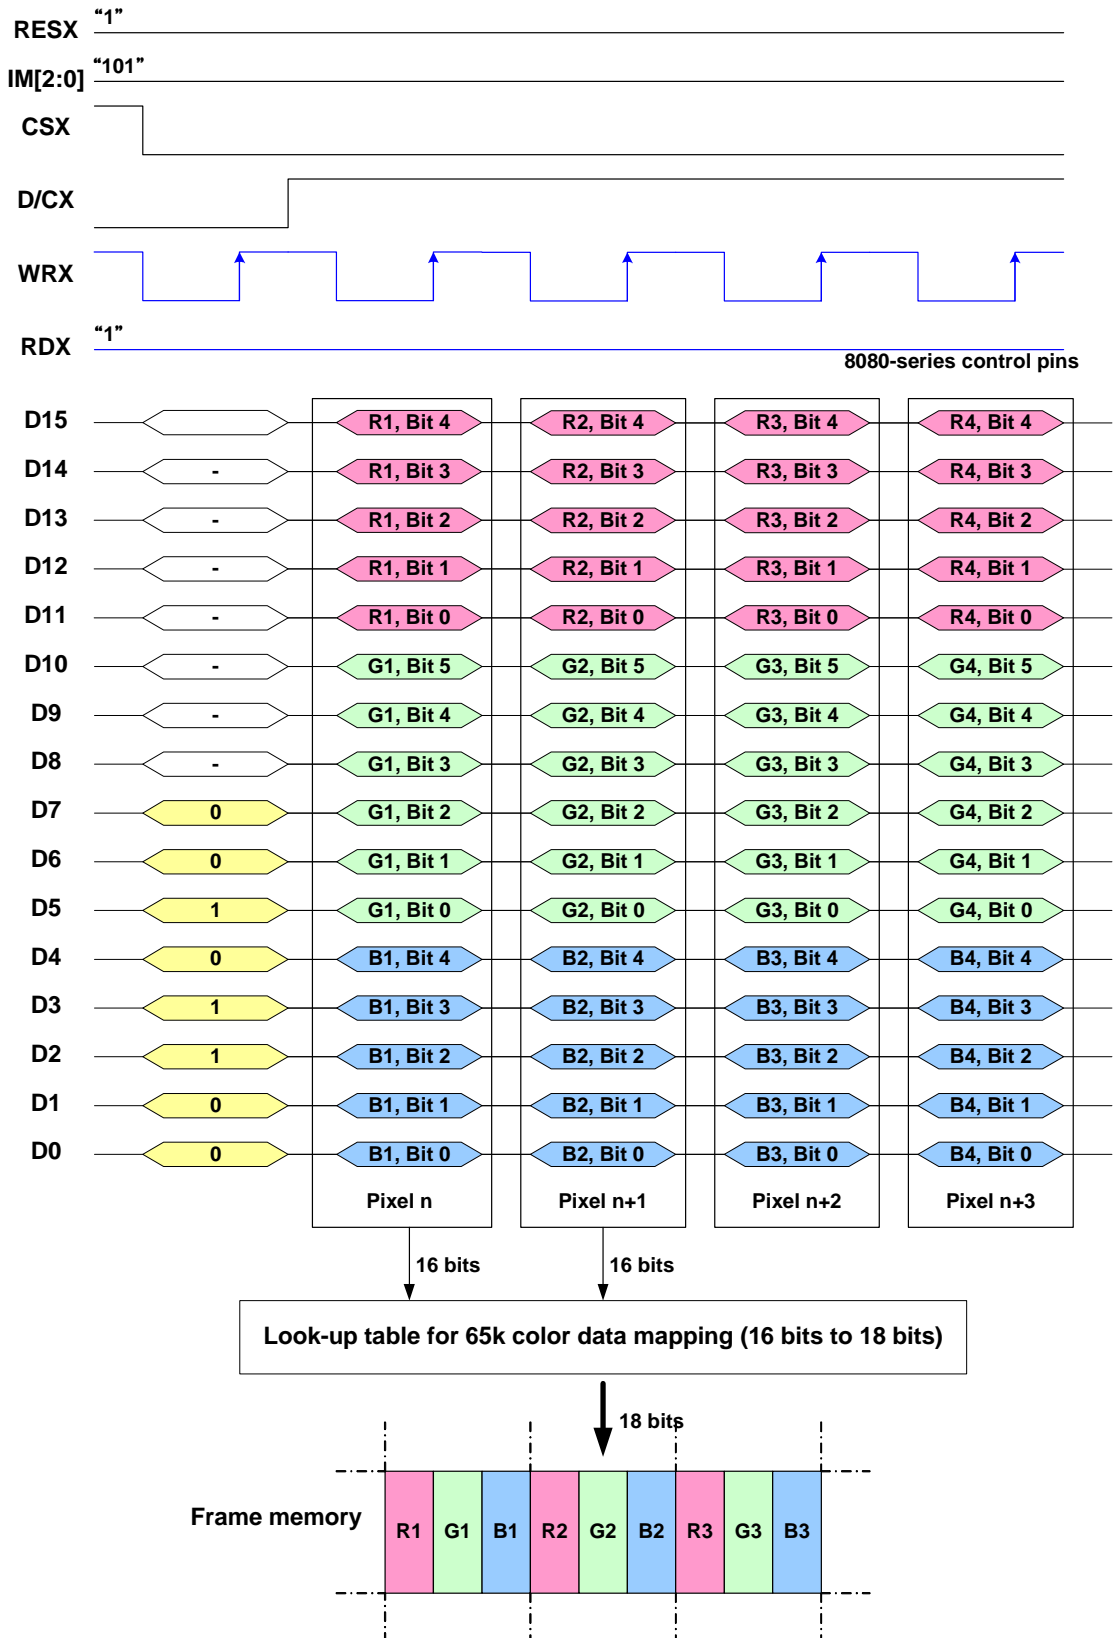 RESX “1”
IM[2:0] “101”
CSX
D/CX
WRX
RDX “1”
8080-series control pins
D15 R1, Bit 4 R2, Bit 4 R3, Bit 4 R4, Bit 4
D14 - R1, Bit 3 R2, Bit 3 R3, Bit 3 R4, Bit 3
D13 - R1, Bit 2 R2, Bit 2 R3, Bit 2 R4, Bit 2
D12 - R1, Bit 1 R2, Bit 1 R3, Bit 1 R4, Bit 1
D11 - R1, Bit 0 R2, Bit 0 R3, Bit 0 R4, Bit 0
D10 - G1, Bit 5 G2, Bit 5 G3, Bit 5 G4, Bit 5
D9 - G1, Bit 4 G2, Bit 4 G3, Bit 4 G4, Bit 4
D8 - G1, Bit 3 G2, Bit 3 G3, Bit 3 G4, Bit 3
D7 0 G1, Bit 2 G2, Bit 2 G3, Bit 2 G4, Bit 2
D6 0 G1, Bit 1 G2, Bit 1 G3, Bit 1 G4, Bit 1
D5 1 G1, Bit 0 G2, Bit 0 G3, Bit 0 G4, Bit 0
D4 0 B1, Bit 4 B2, Bit 4 B3, Bit 4 B4, Bit 4
D3 1 B1, Bit 3 B2, Bit 3 B3, Bit 3 B4, Bit 3
D2 1 B1, Bit 2 B2, Bit 2 B3, Bit 2 B4, Bit 2
D1 0 B1, Bit 1 B2, Bit 1 B3, Bit 1 B4, Bit 1
D0 0 B1, Bit 0 B2, Bit 0 B3, Bit 0 B4, Bit 0
Pixel n Pixel n+1 Pixel n+2 Pixel n+3
16 bits 16 bits
Look-up table for 65k color data mapping (16 bits to 18 bits)
18 bits
Frame memory R1 G1 B1 R2 G2 B2 R3 G3 B3